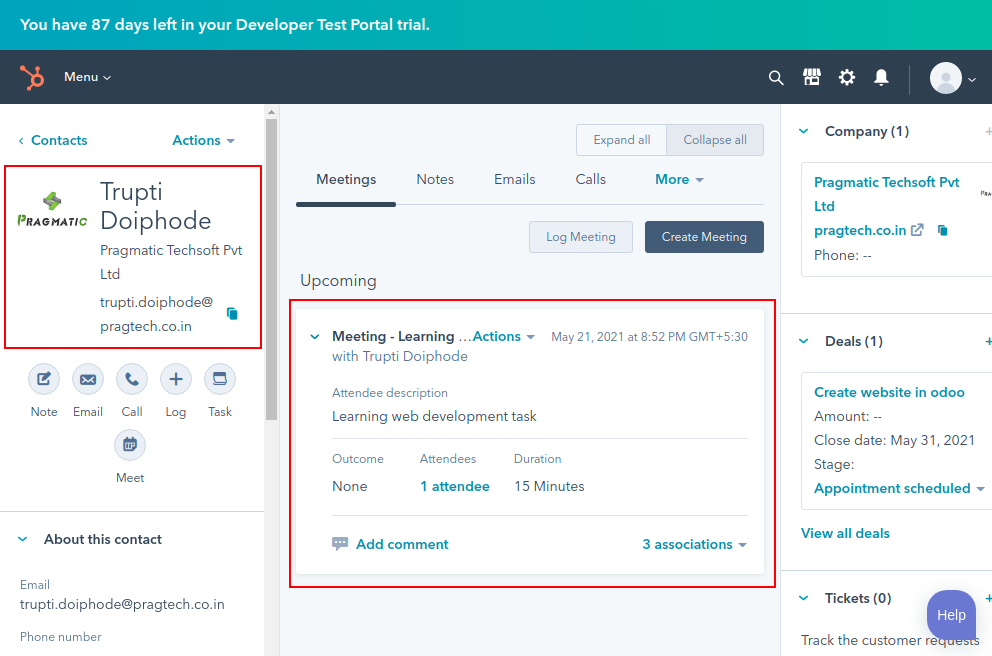 You have 87 days left in your Developer Test Portal trial.
Menu
Contacts
Actions
PRAGMATIC
Trupti
Doiphode
Pragmatic Techsoft Pvt
Ltd
trupti.doiphode@
pragtech.co.in
Note Email Call Log Task
Meet
About this contact
Email
trupti.doiphode@pragtech.co.in
Phone number
Expand all Collapse all
Meetings Notes Emails Calls More
Log Meeting Create Meeting
Upcoming
Meeting - Learning ... Actions May 21, 2021 at 8:52 PM GMT+5:30
with Trupti Doiphode
Attendee description
Learning web development task
Outcome Attendees Duration
None 1 attendee 15 Minutes
Add comment 3 associations
Company (1)
+
Pragmatic Techsoft Pvt
Ltd
pragtech.co.in
Phone: --
Deals (1)
+
Create website in odoo
Amount: --
Close date: May 31, 2021
Stage:
Appointment scheduled
View all deals
Tickets (0)
+
Track the customer requests
Help